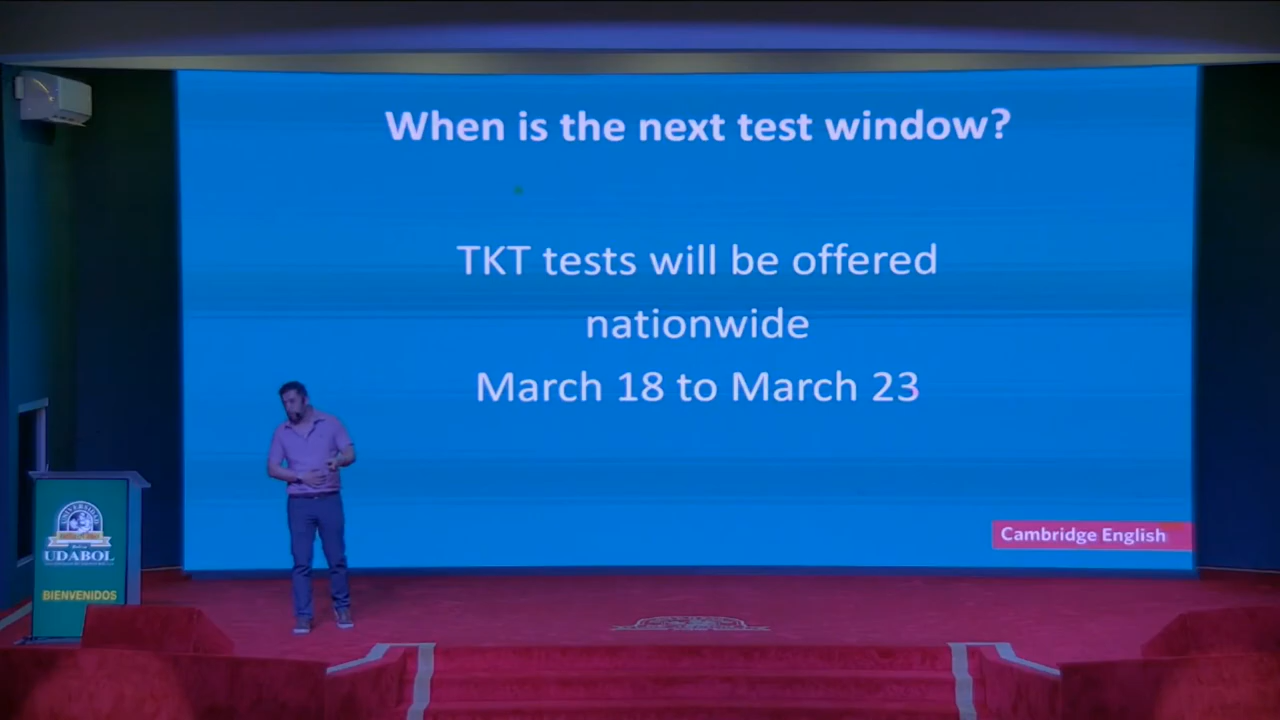 When is the next test window?
TKT tests will be offered
nationwide
March 18 to March 23
Cambridge English
UNIVERSIDAD
UDABOL
BIENVENIDOS